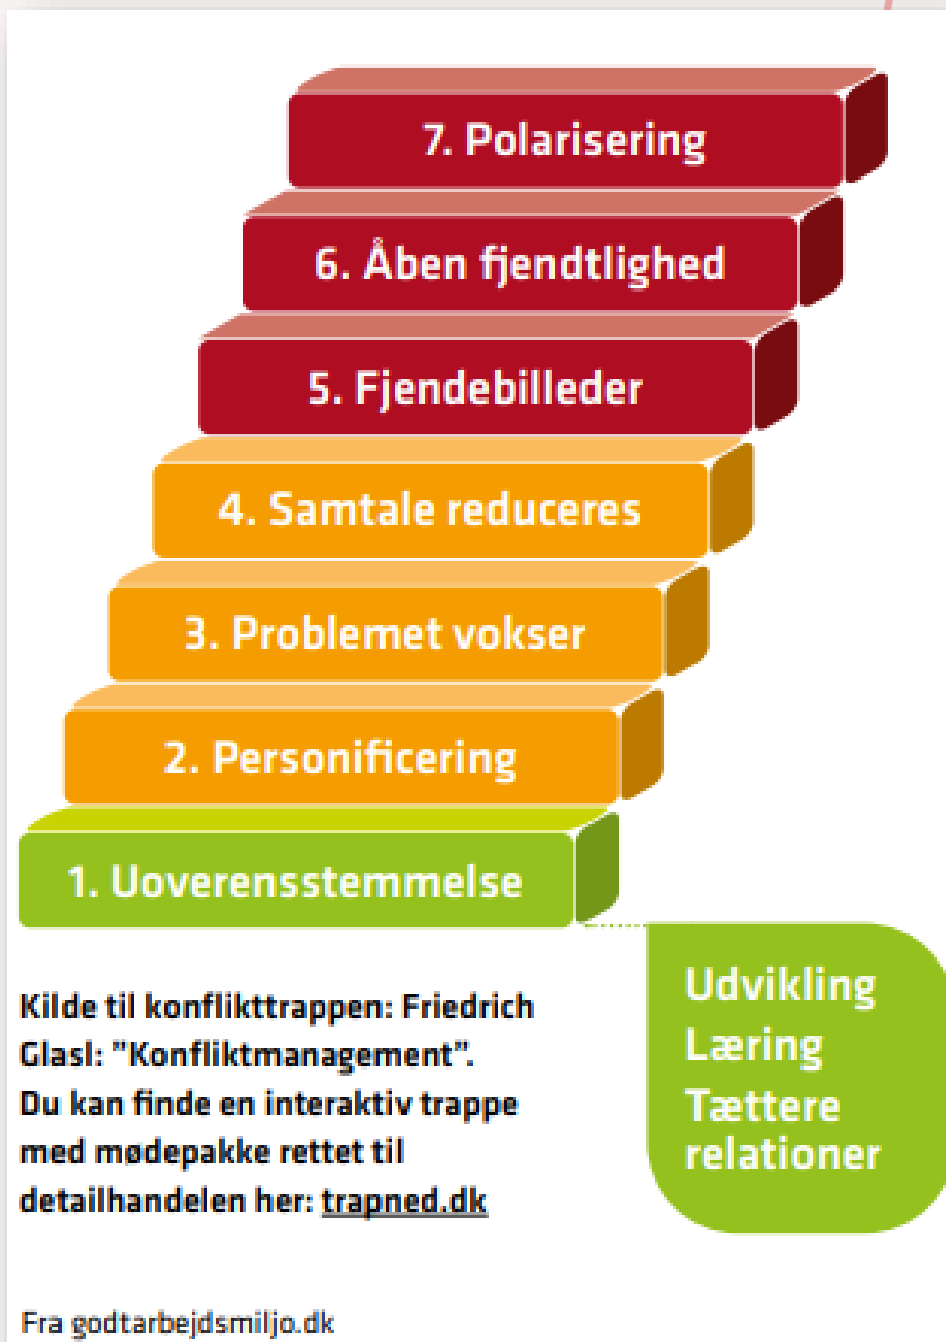 7. Polarisering
6. Åben fjendtlighed
5. Fjendebilleder
4. Samtale reduceres
3. Problemet vokser
2. Personificering
1. Uoverensstemmelse
Udvikling
Læring
Tættere
relationer
Kilde til konflikttrappen: Friedrich
Glasl: ”Konfliktmanagement”.
Du kan finde en interaktiv trappe
med mødepakke rettet til
detailhandelen her: trapned.dk
Fra godtarbejdsmiljo.dk